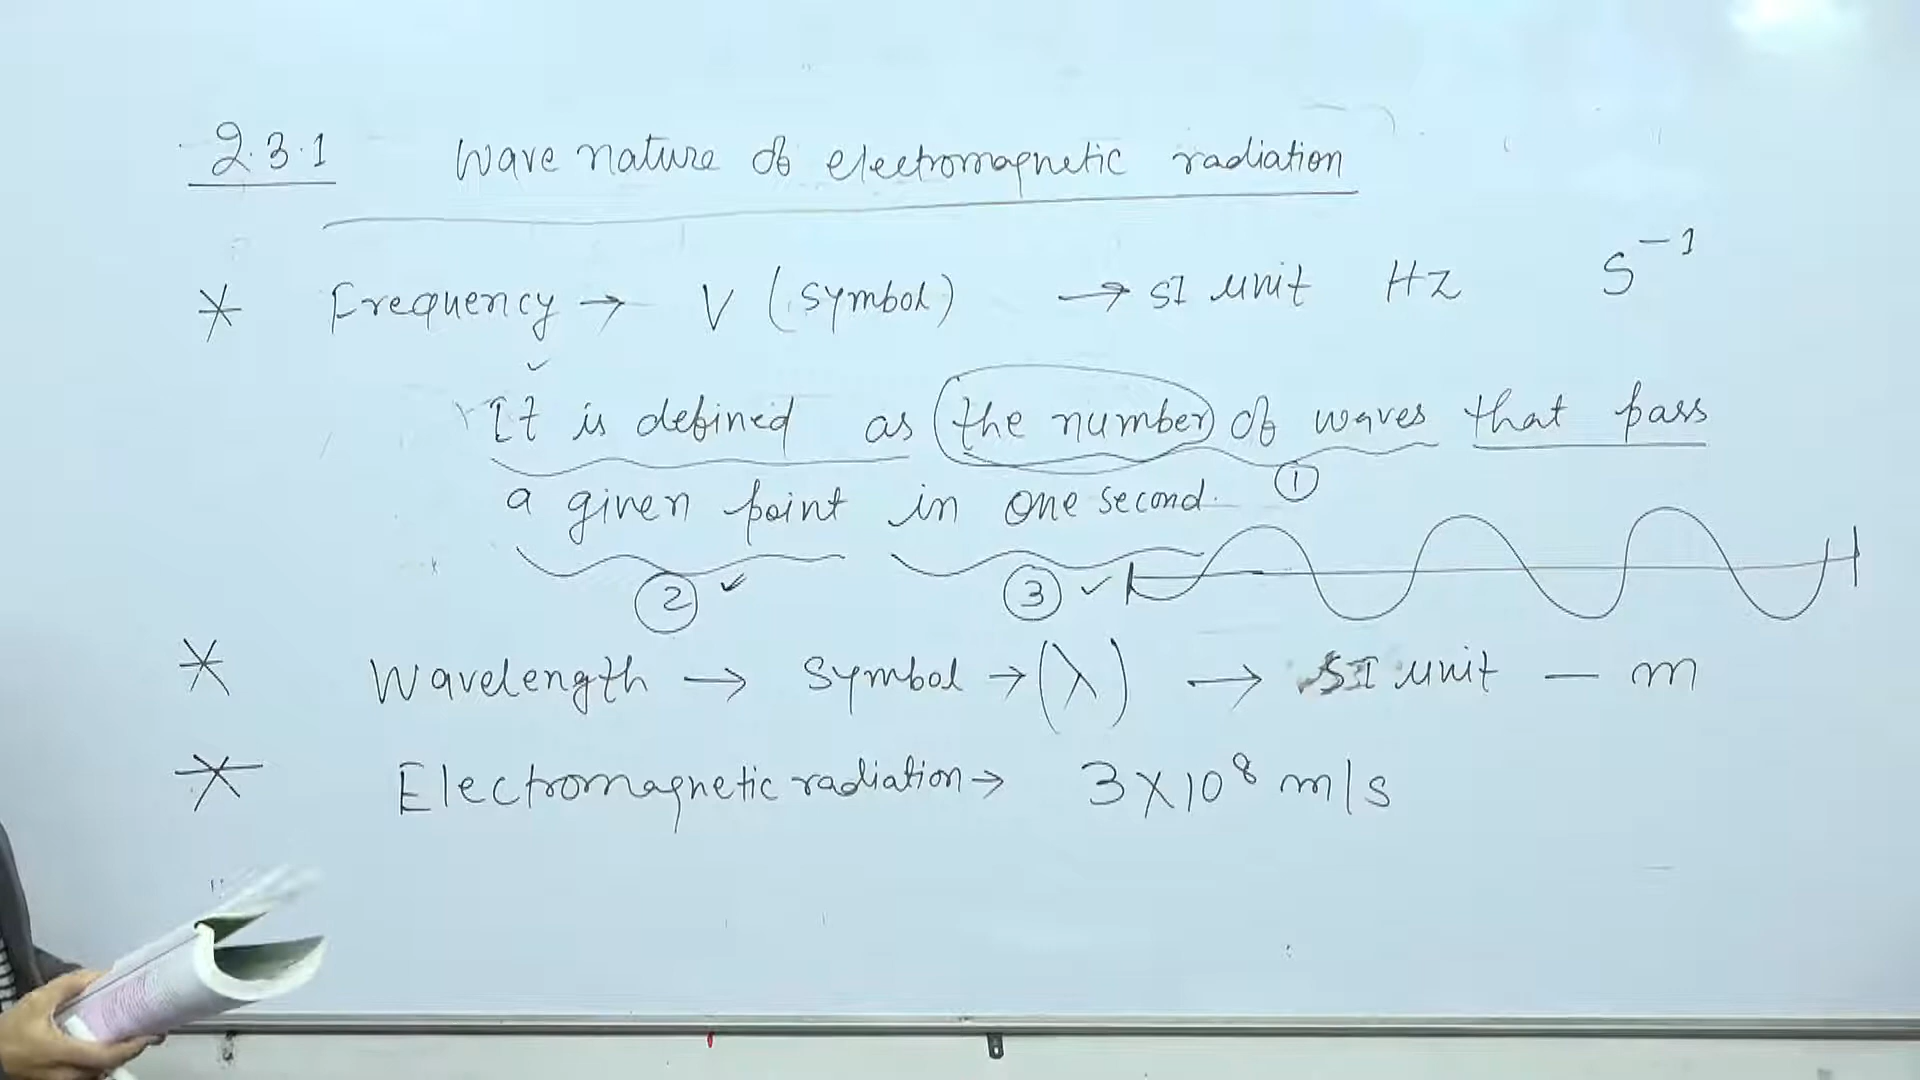 2.3.1 Wave nature of electromagnetic radiation
* Frequency → ν (symbol) → SI unit Hz S⁻¹
It is defined as the number of waves that pass
a given point in one second. ①
② ✓ ③ ✓
* Wavelength → Symbol → (λ) → SI unit — m
* Electromagnetic radiation → 3×10⁸ m/s